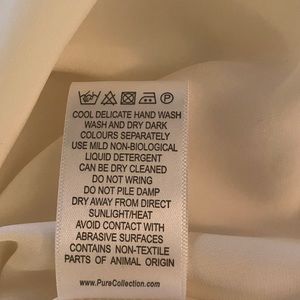 COOL DELICATE HAND WASH
WASH AND DRY DARK
COLOURS SEPARATELY
USE MILD NON-BIOLOGICAL
LIQUID DETERGENT
CAN BE DRY CLEANED
DO NOT WRING
DO NOT PILE DAMP
DRY AWAY FROM DIRECT
SUNLIGHT/HEAT
AVOID CONTACT WITH
ABRASIVE SURFACES
CONTAINS NON-TEXTILE
PARTS OF ANIMAL ORIGIN
www.PureCollection.com